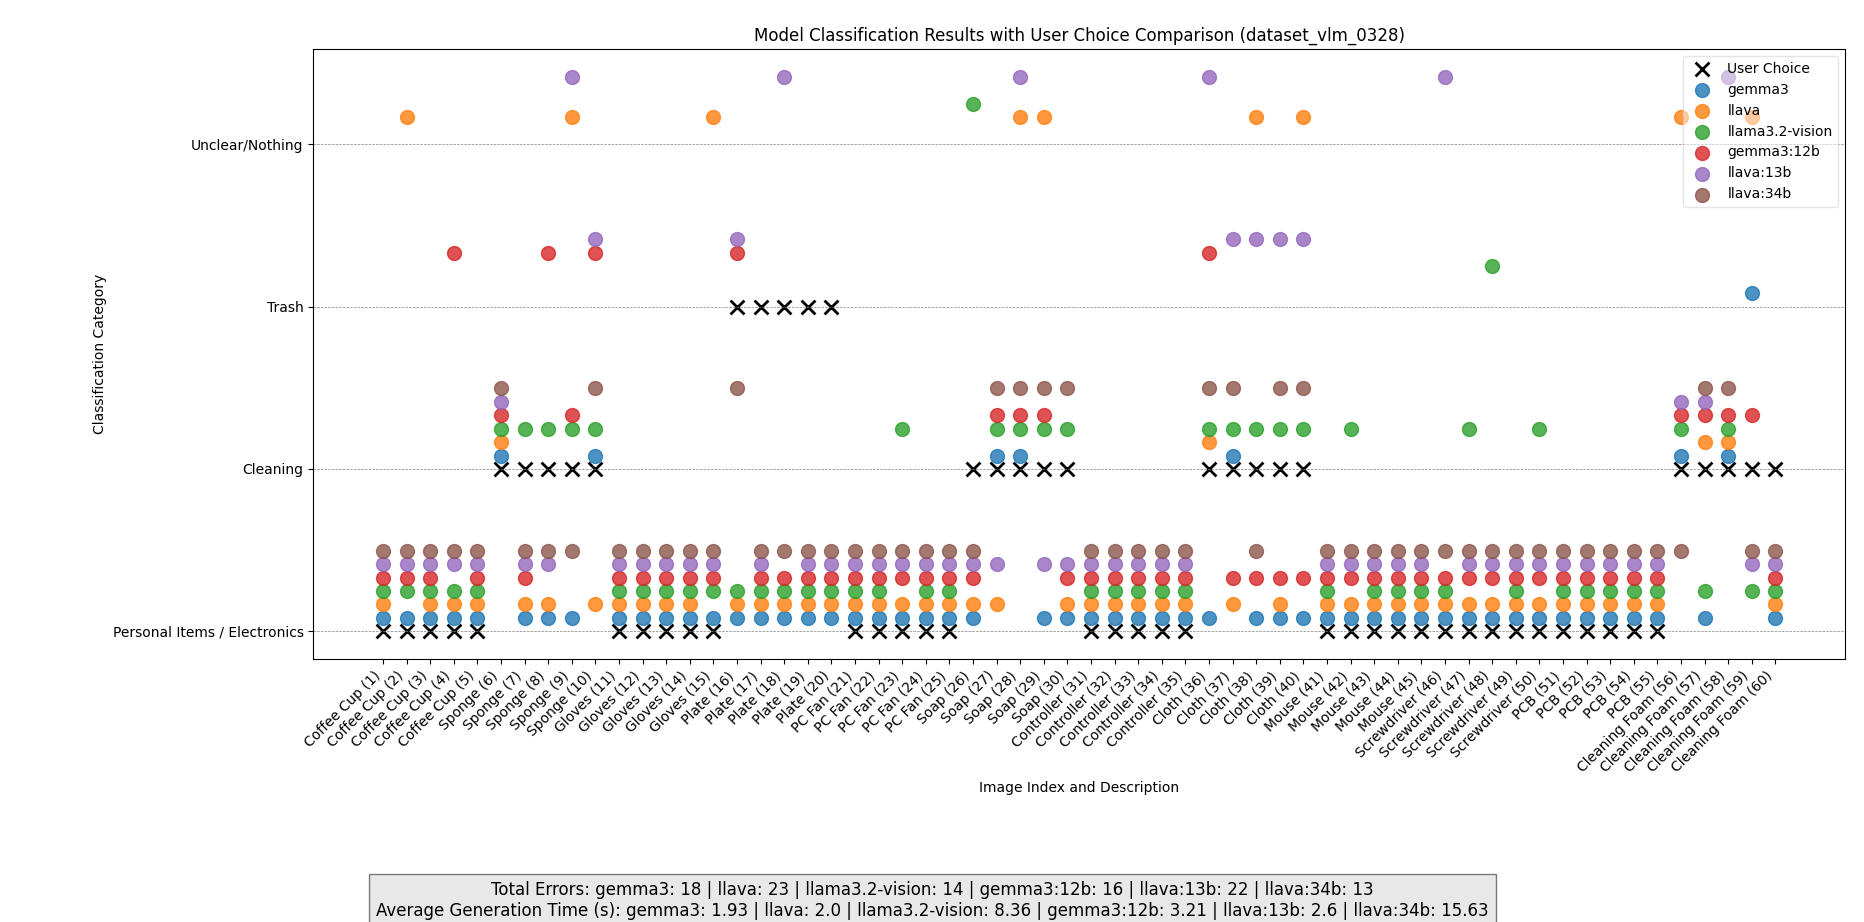 Model Classification Results with User Choice Comparison (dataset_vlm_0328)
User Choice
gemma3
llava
llama3.2-vision
gemma3:12b
llava:13b
llava:34b
Classification Category
Unclear/Nothing
Trash
Cleaning
Personal Items / Electronics
Coffee Cup (1)
Coffee Cup (2)
Coffee Cup (3)
Coffee Cup (4)
Coffee Cup (5)
Sponge (6)
Sponge (7)
Sponge (8)
Sponge (9)
Sponge (10)
Gloves (11)
Gloves (12)
Gloves (13)
Gloves (14)
Gloves (15)
Plate (16)
Plate (17)
Plate (18)
Plate (19)
Plate (20)
PC Fan (21)
PC Fan (22)
PC Fan (23)
PC Fan (24)
PC Fan (25)
Soap (26)
Soap (27)
Soap (28)
Soap (29)
Soap (30)
Controller (31)
Controller (32)
Controller (33)
Controller (34)
Controller (35)
Cloth (36)
Cloth (37)
Cloth (38)
Cloth (39)
Cloth (40)
Mouse (41)
Mouse (42)
Mouse (43)
Mouse (44)
Mouse (45)
Screwdriver (46)
Screwdriver (47)
Screwdriver (48)
Screwdriver (49)
Screwdriver (50)
PCB (51)
PCB (52)
PCB (53)
PCB (54)
PCB (55)
Cleaning Foam (56)
Cleaning Foam (57)
Cleaning Foam (58)
Cleaning Foam (59)
Cleaning Foam (60)
Image Index and Description
Total Errors: gemma3: 18 | llava: 23 | llama3.2-vision: 14 | gemma3:12b: 16 | llava:13b: 22 | llava:34b: 13
Average Generation Time (s): gemma3: 1.93 | llava: 2.0 | llama3.2-vision: 8.36 | gemma3:12b: 3.21 | llava:13b: 2.6 | llava:34b: 15.63